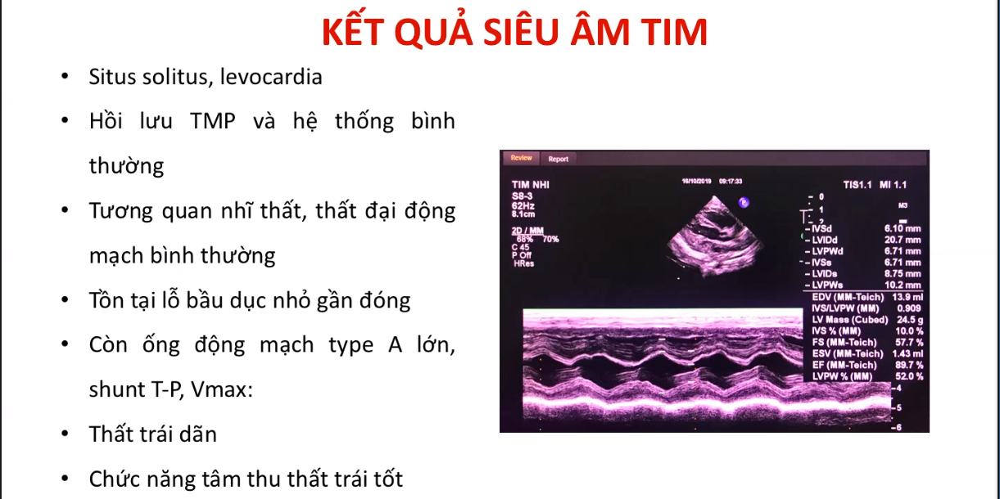 KẾT QUẢ SIÊU ÂM TIM
• Situs solitus, levocardia
• Hồi lưu TMP và hệ thống bình
thường
• Tương quan nhĩ thất, thất đại động
mạch bình thường
• Tồn tại lỗ bầu dục nhỏ gần đóng
• Còn ống động mạch type A lớn,
shunt T-P, Vmax:
• Thất trái dãn
• Chức năng tâm thu thất trái tốt
Review Report
TIM NHI
S8-3
62Hz
8.1cm
2D / MM
68% 70%
C 45
P Off
HRes
16/10/2019 09:17:33
TIS1.1 MI 1.1
M3
0
1
2
IVSd 6.10 mm
LVIDd 20.7 mm
LVPWd 6.71 mm
IVSs 6.71 mm
LVIDs 8.75 mm
LVPWs 10.2 mm
EDV (MM-Teich) 13.9 ml
IVS/LVPW (MM) 0.909
LV Mass (Cubed) 24.5 g
IVS % (MM) 10.0 %
FS (MM-Teich) 57.7 %
ESV (MM-Teich) 1.43 ml
EF (MM-Teich) 89.7 %
LVPW % (MM) 52.0 %
-4
-5
-6